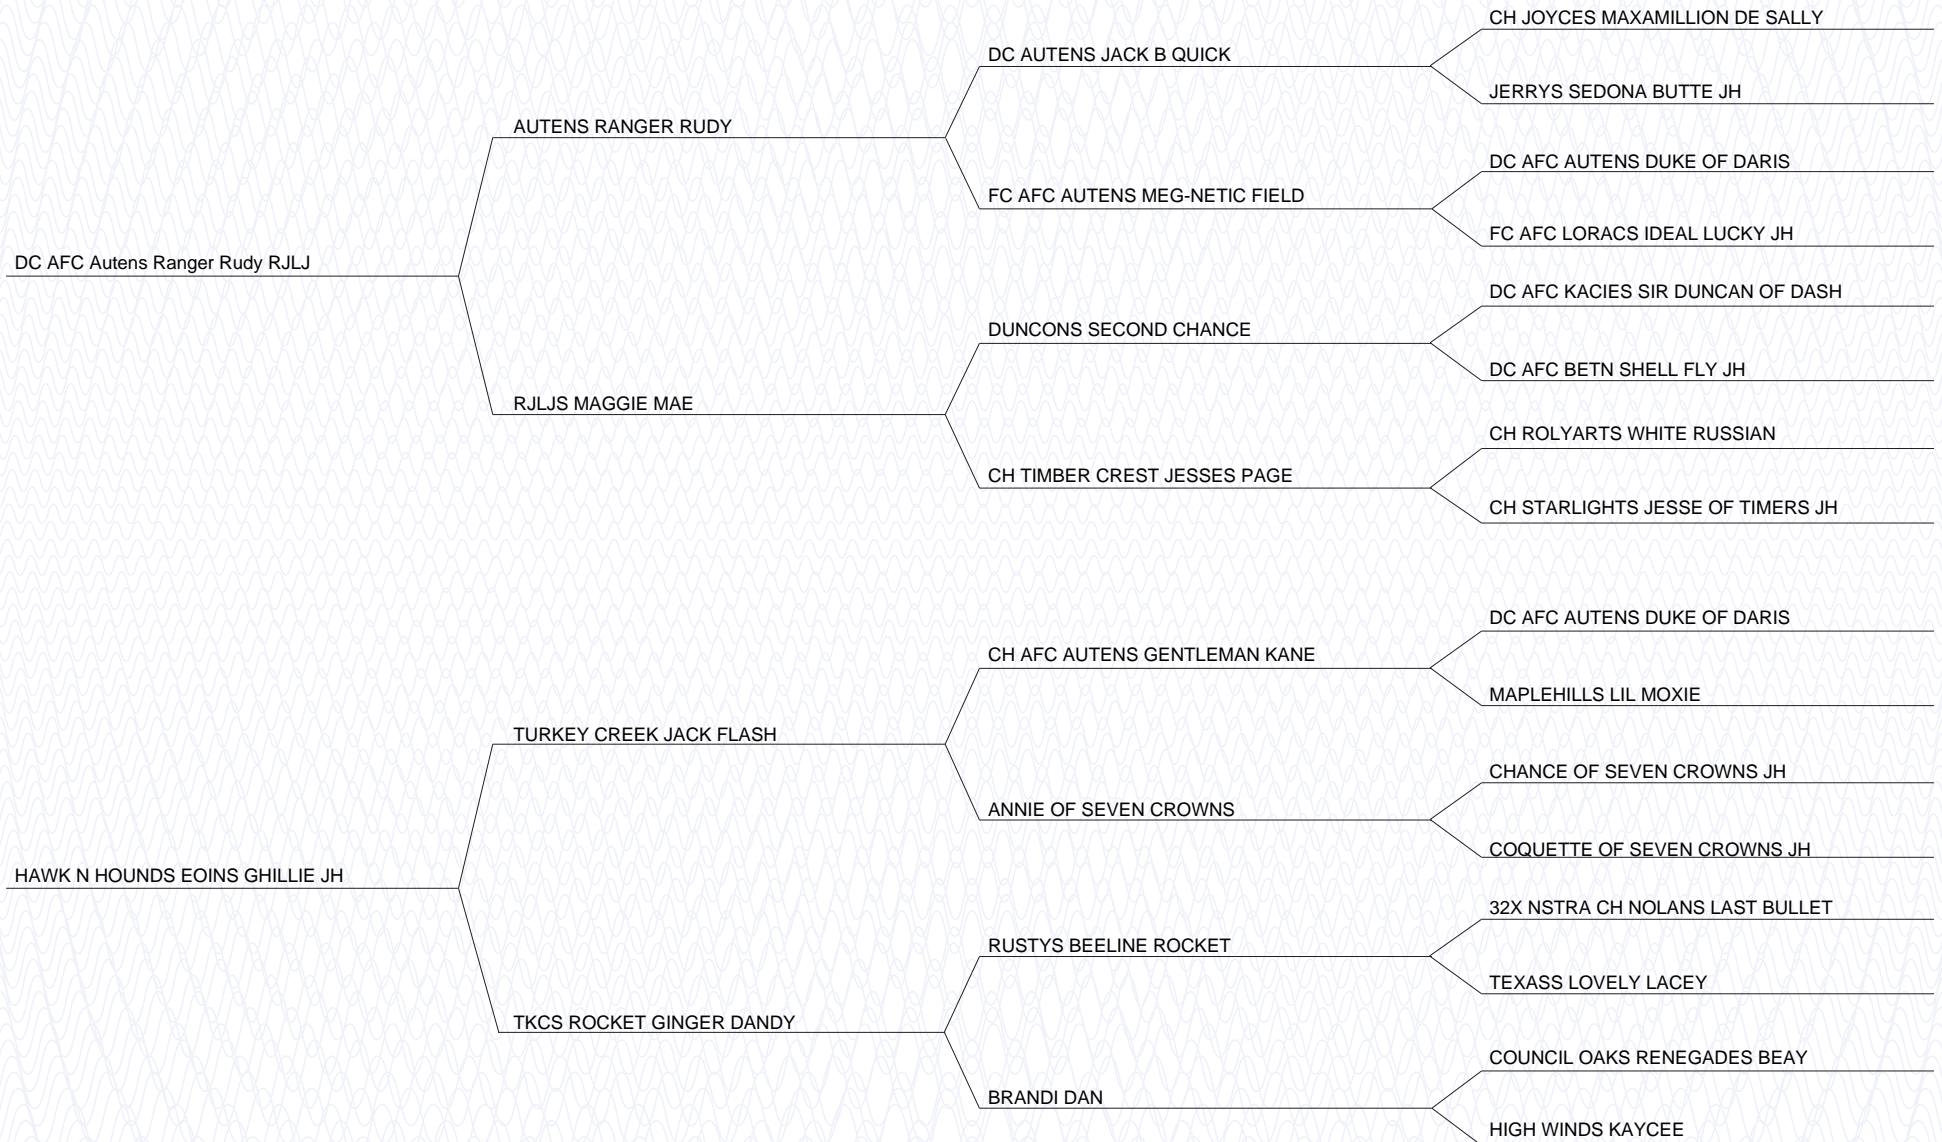 CH JOYCES MAXAMILLION DE SALLY
DC AUTENS JACK B QUICK
JERRYS SEDONA BUTTE JH
AUTENS RANGER RUDY
DC AFC AUTENS DUKE OF DARIS
FC AFC AUTENS MEG-NETIC FIELD
FC AFC LORACS IDEAL LUCKY JH
DC AFC Autens Ranger Rudy RJLJ
DC AFC KACIES SIR DUNCAN OF DASH
DUNCONS SECOND CHANCE
DC AFC BETN SHELL FLY JH
RJLJS MAGGIE MAE
CH ROLYARTS WHITE RUSSIAN
CH TIMBER CREST JESSES PAGE
CH STARLIGHTS JESSE OF TIMERS JH
DC AFC AUTENS DUKE OF DARIS
CH AFC AUTENS GENTLEMAN KANE
MAPLEHILLS LIL MOXIE
TURKEY CREEK JACK FLASH
CHANCE OF SEVEN CROWNS JH
ANNIE OF SEVEN CROWNS
COQUETTE OF SEVEN CROWNS JH
HAWK N HOUNDS EOINS GHILLIE JH
32X NSTRA CH NOLANS LAST BULLET
RUSTYS BEELINE ROCKET
TEXASS LOVELY LACEY
TKCS ROCKET GINGER DANDY
COUNCIL OAKS RENEGADES BEAY
BRANDI DAN
HIGH WINDS KAYCEE